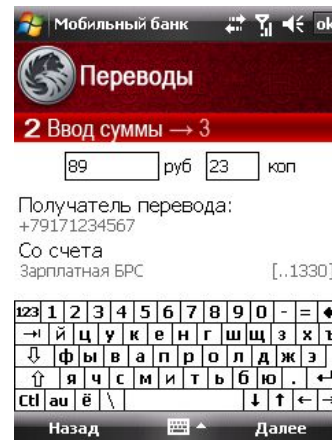 Мобильный банк ok
Переводы
2 Ввод суммы → 3
89 руб 23 коп
Получатель перевода:
+79171234567
Со счета
Зарплатная БРС [..1330]
123 1 2 3 4 5 6 7 8 9 0 - =
й ц у к е н г ш щ з х ъ
ф ы в а п р о л д ж э
я ч с м и т ь б ю .
Ctl au ё \ ↓ ↑ ← →
Назад Далее